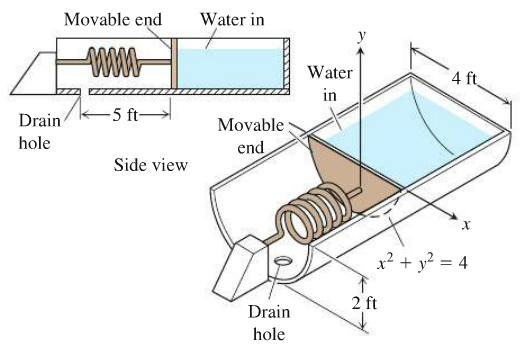 Movable end
Water in
Drain
hole
5 ft
Side view
y
Water
in
4 ft
Movable
end
x
x² + y² = 4
2 ft
Drain
hole